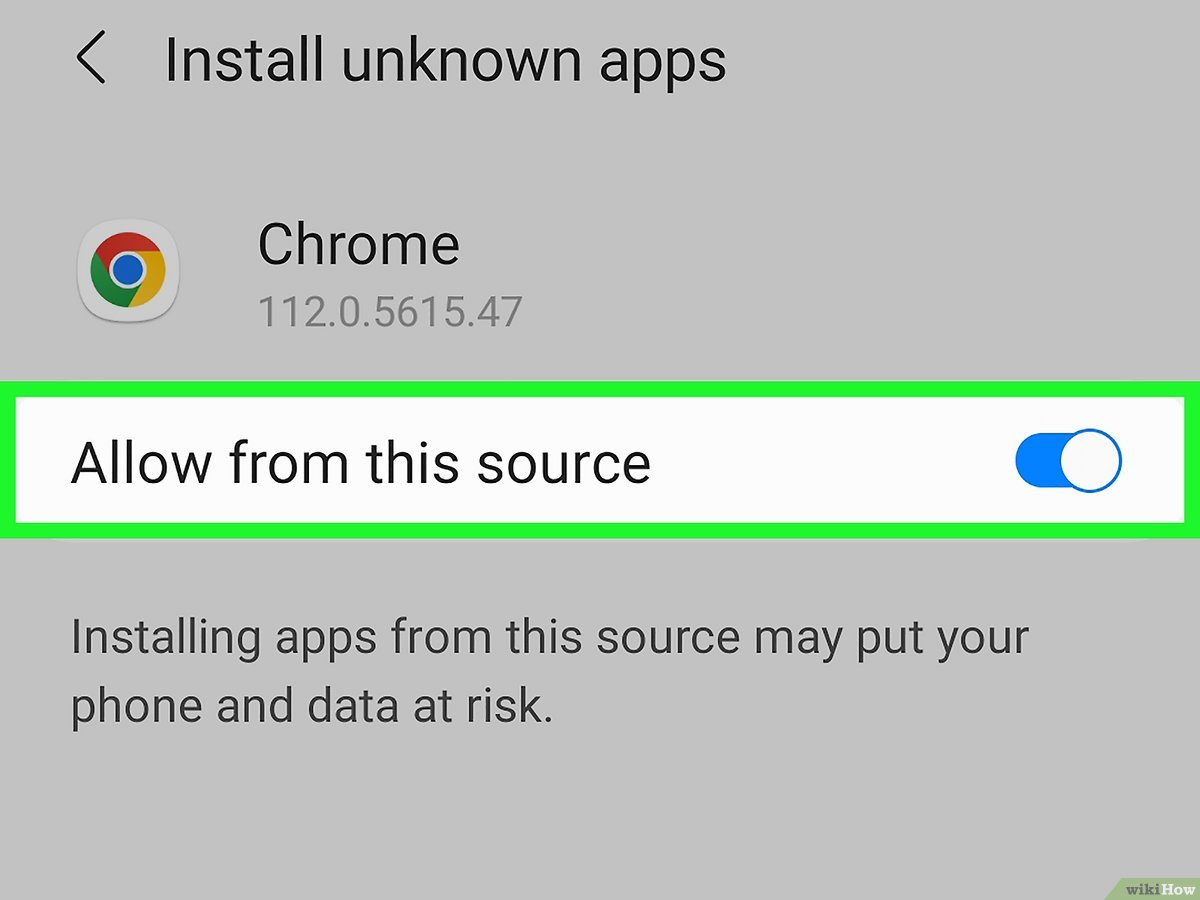 Install unknown apps
Chrome
112.0.5615.47
Allow from this source
Installing apps from this source may put your
phone and data at risk.
wikiHow